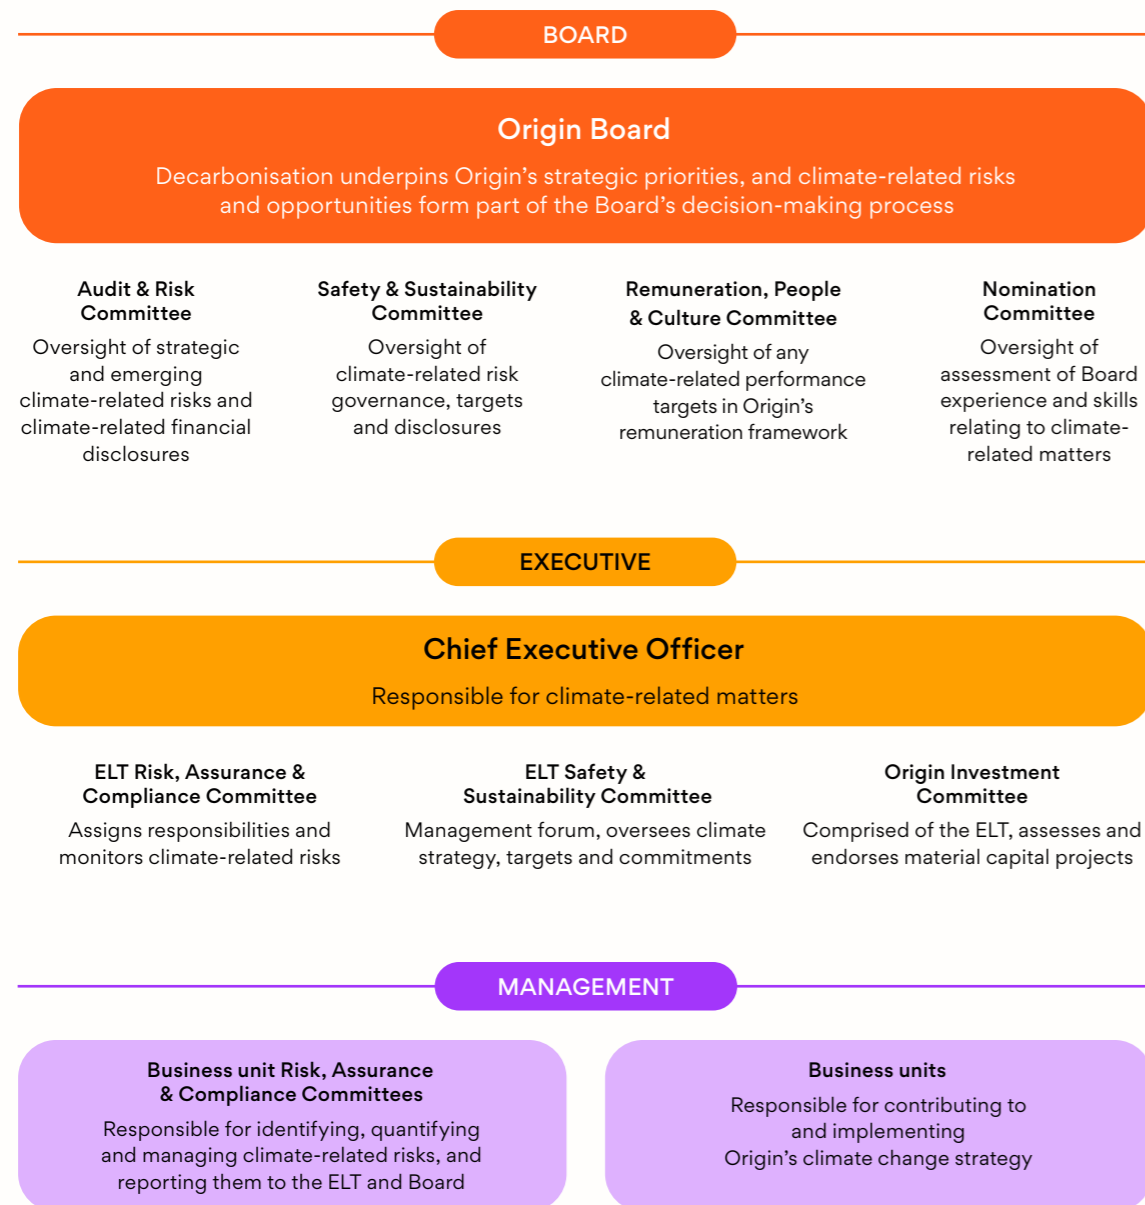 BOARD
Origin Board
Decarbonisation underpins Origin's strategic priorities, and climate-related risks
and opportunities form part of the Board's decision-making process
Audit & Risk
Committee
Oversight of strategic
and emerging
climate-related risks and
climate-related financial
disclosures
Safety & Sustainability
Committee
Oversight of
climate-related risk
governance, targets
and disclosures
Remuneration, People
& Culture Committee
Oversight of any
climate-related performance
targets in Origin's
remuneration framework
Nomination
Committee
Oversight of
assessment of Board
experience and skills
relating to climate-
related matters
EXECUTIVE
Chief Executive Officer
Responsible for climate-related matters
ELT Risk, Assurance &
Compliance Committee
Assigns responsibilities and
monitors climate-related risks
ELT Safety &
Sustainability Committee
Management forum, oversees climate
strategy, targets and commitments
Origin Investment
Committee
Comprised of the ELT, assesses and
endorses material capital projects
MANAGEMENT
Business unit Risk, Assurance
& Compliance Committees
Responsible for identifying, quantifying
and managing climate-related risks, and
reporting them to the ELT and Board
Business units
Responsible for contributing to
and implementing
Origin's climate change strategy